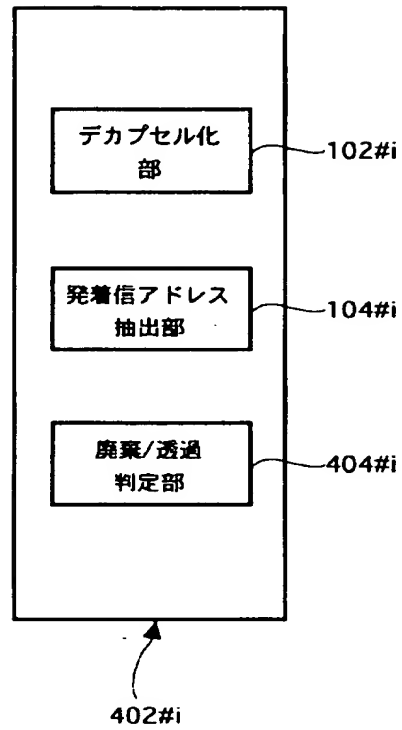 デカプセル化
部
102#i
発着信アドレス
抽出部
104#i
廃棄/透過
判定部
404#i
402#i